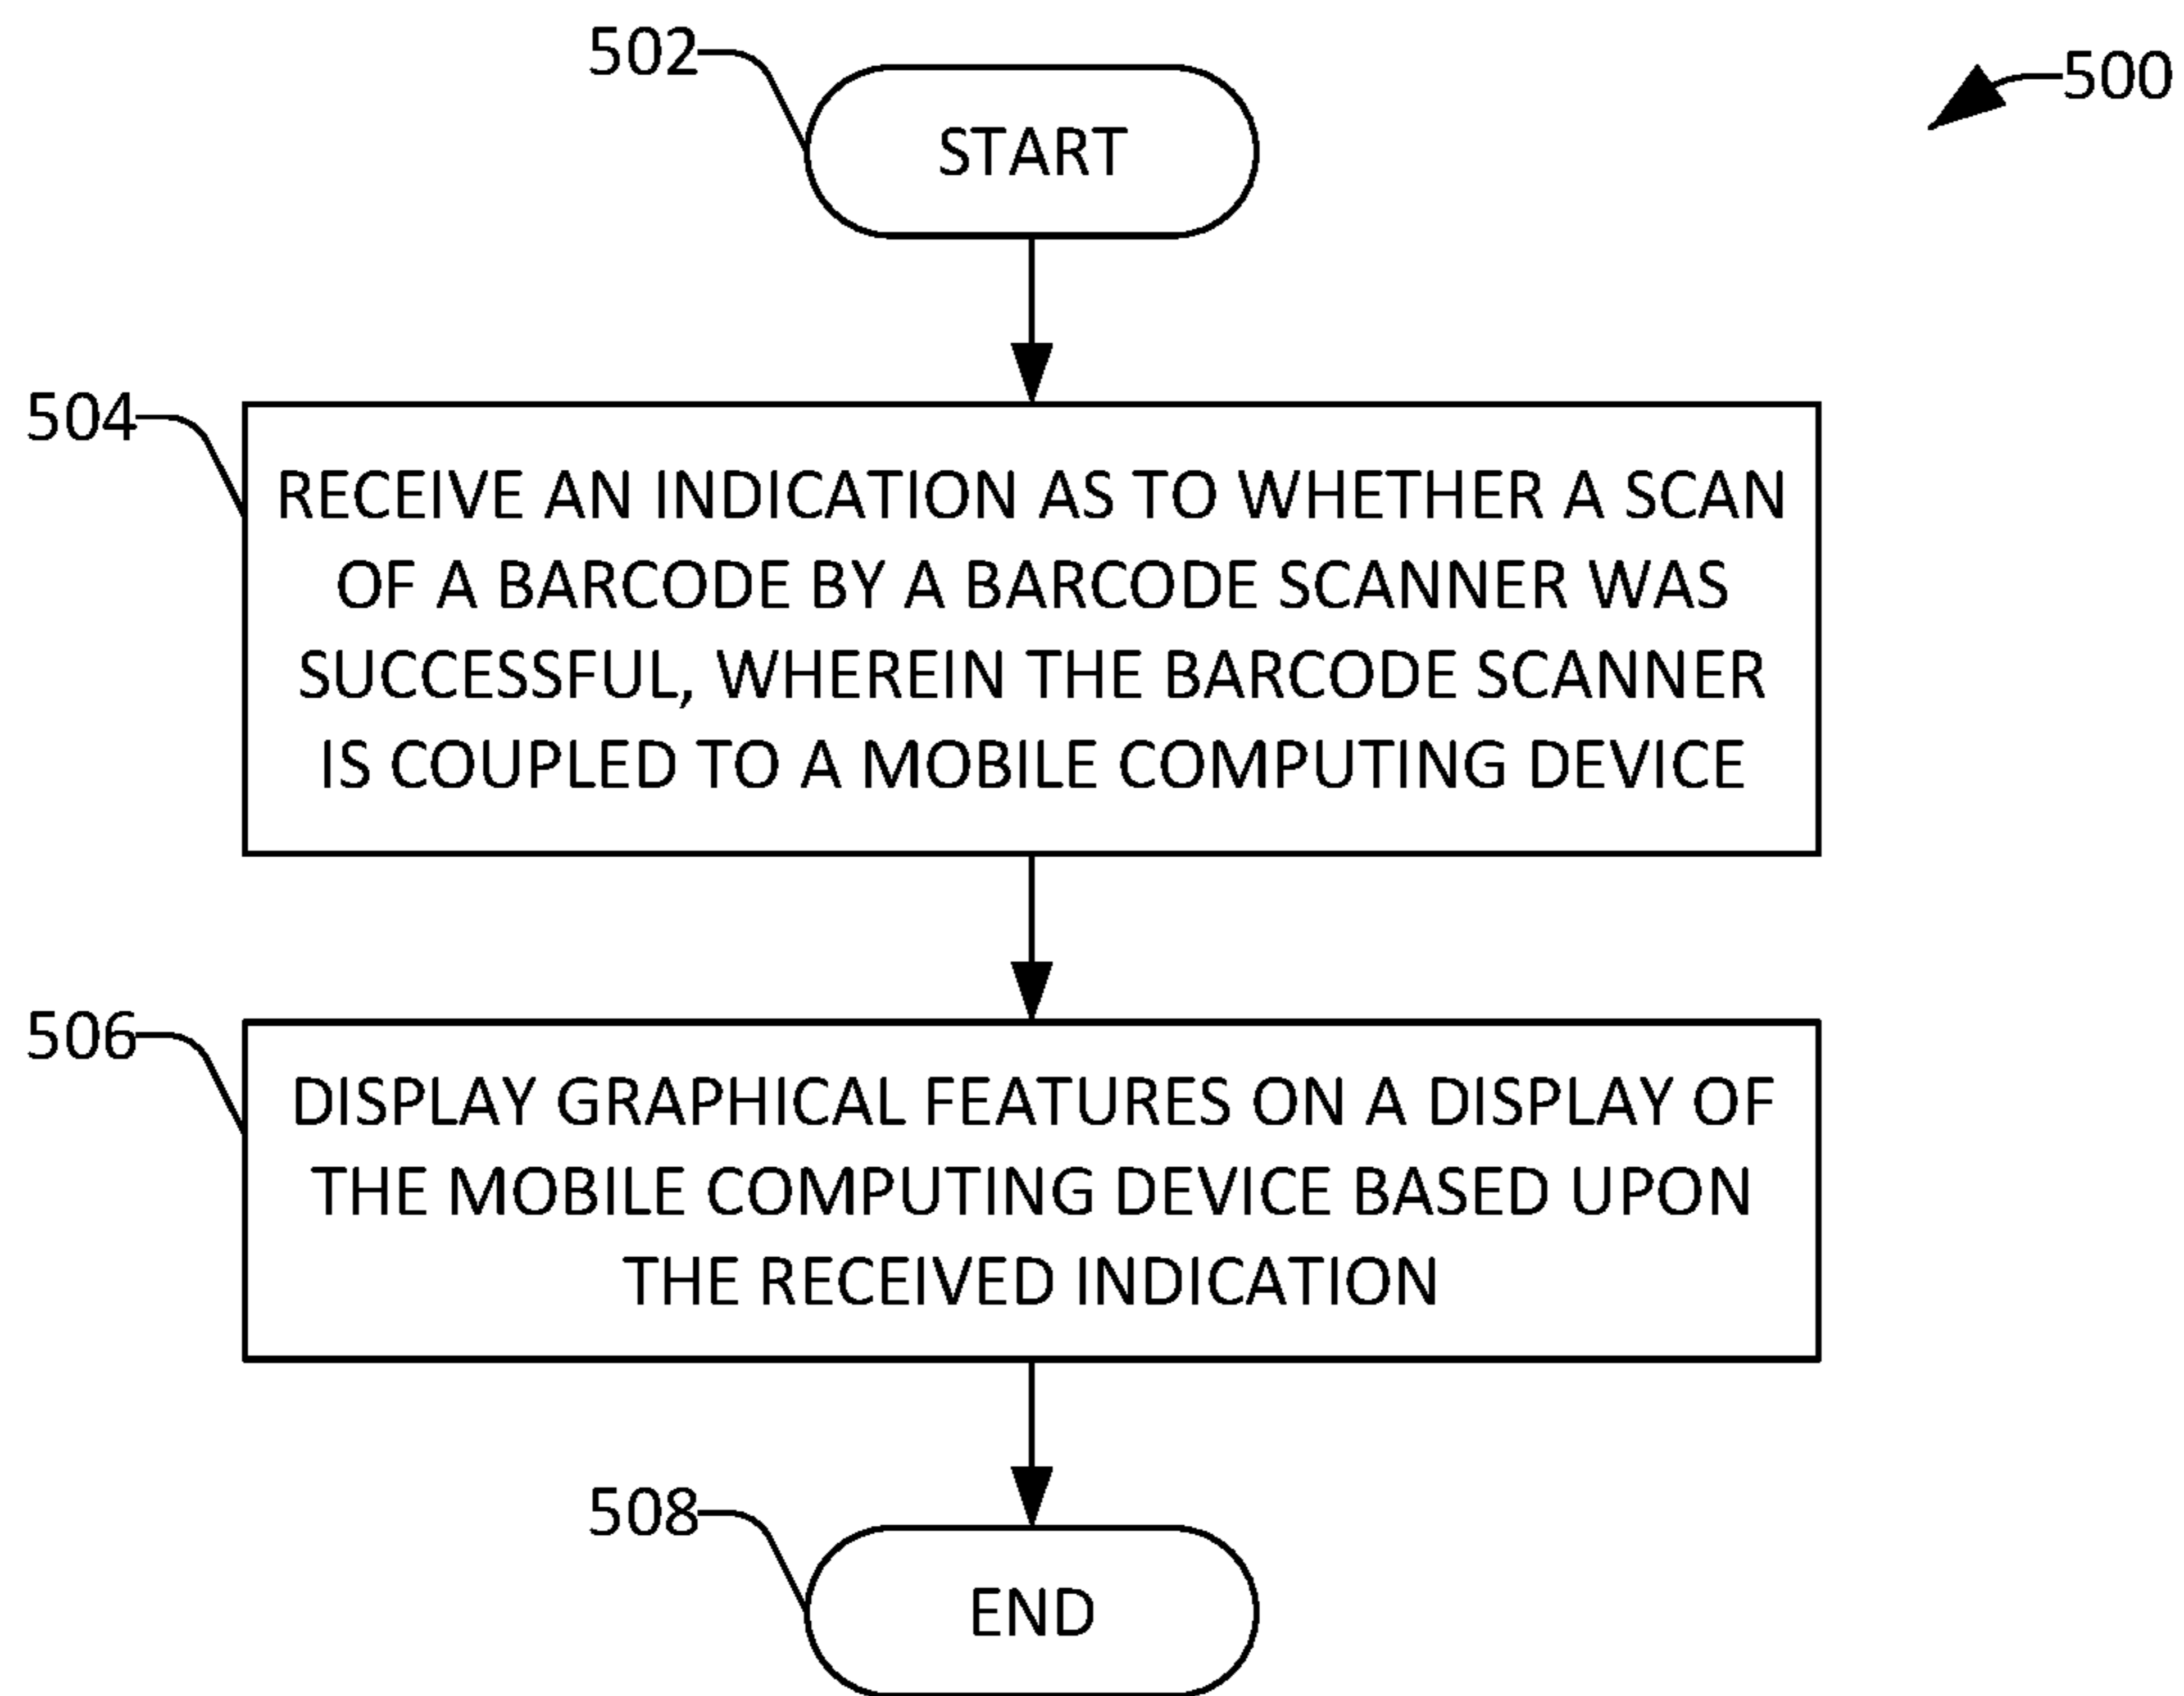 502
500
START
504
RECEIVE AN INDICATION AS TO WHETHER A SCAN
OF A BARCODE BY A BARCODE SCANNER WAS
SUCCESSFUL, WHEREIN THE BARCODE SCANNER
IS COUPLED TO A MOBILE COMPUTING DEVICE
506
DISPLAY GRAPHICAL FEATURES ON A DISPLAY OF
THE MOBILE COMPUTING DEVICE BASED UPON
THE RECEIVED INDICATION
508
END